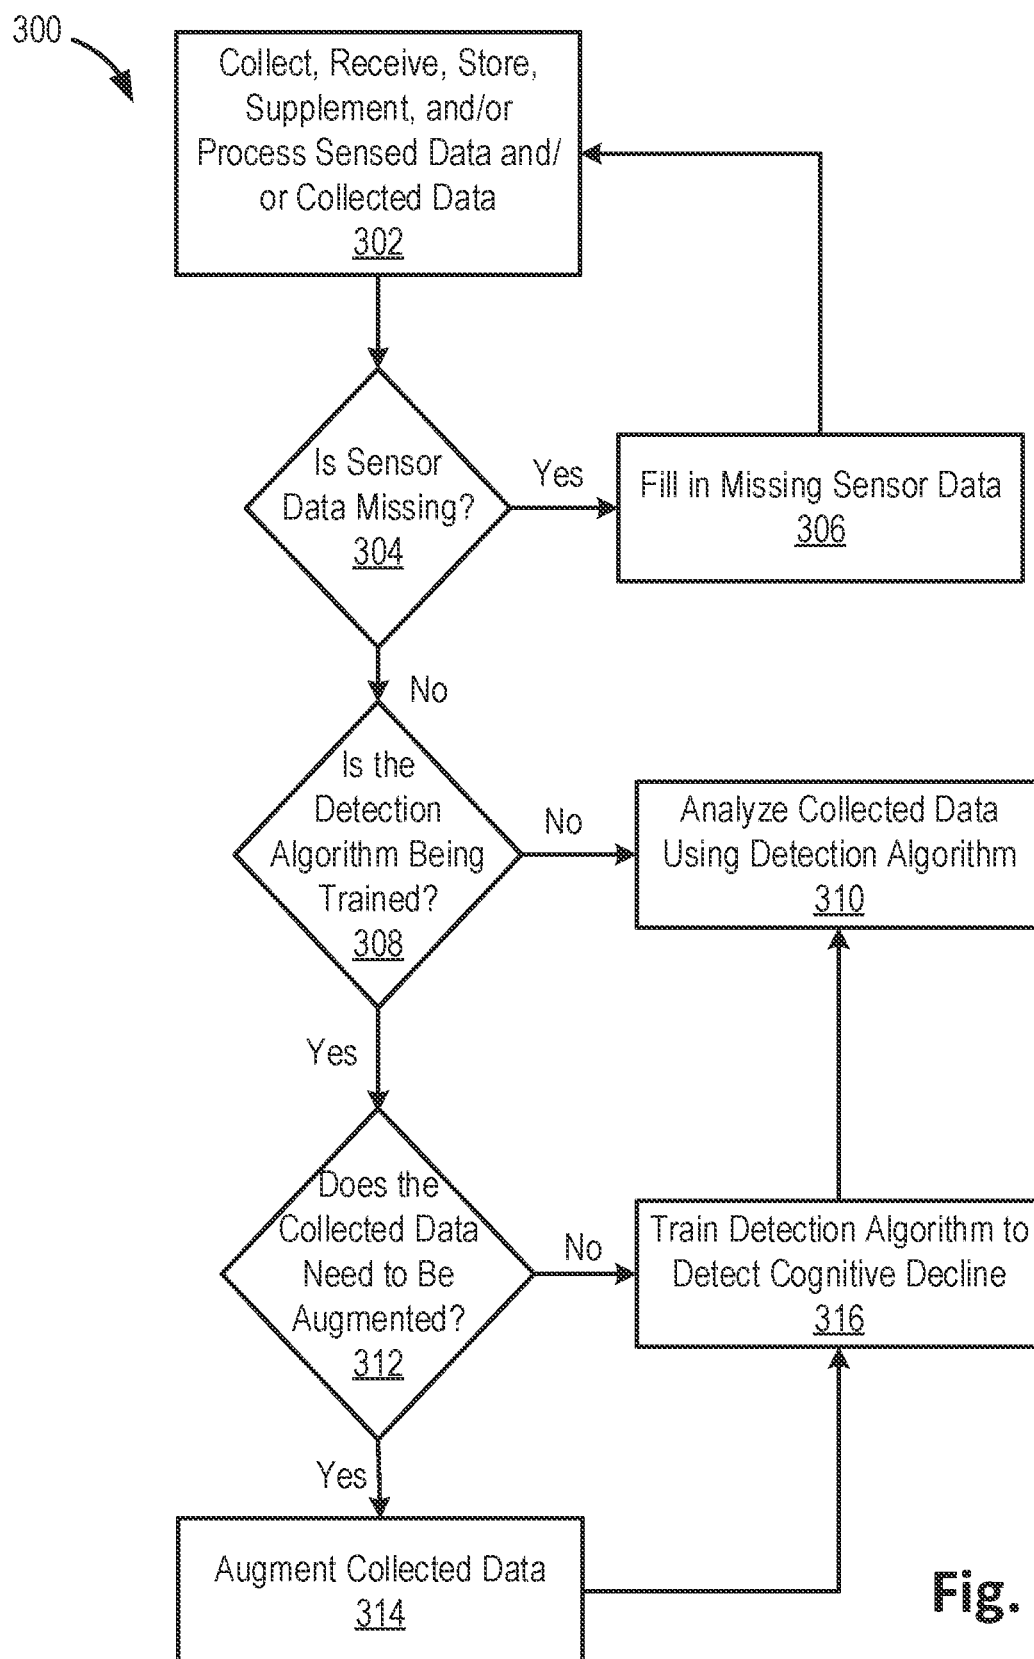 300
Collect, Receive, Store,
Supplement, and/or
Process Sensed Data and/
or Collected Data
302
Is Sensor
Data Missing?
304
Yes
Fill in Missing Sensor Data
306
No
Is the
Detection
Algorithm Being
Trained?
308
No
Analyze Collected Data
Using Detection Algorithm
310
Yes
Does the
Collected Data
Need to Be
Augmented?
312
No
Train Detection Algorithm to
Detect Cognitive Decline
316
Yes
Augment Collected Data
314
Fig.